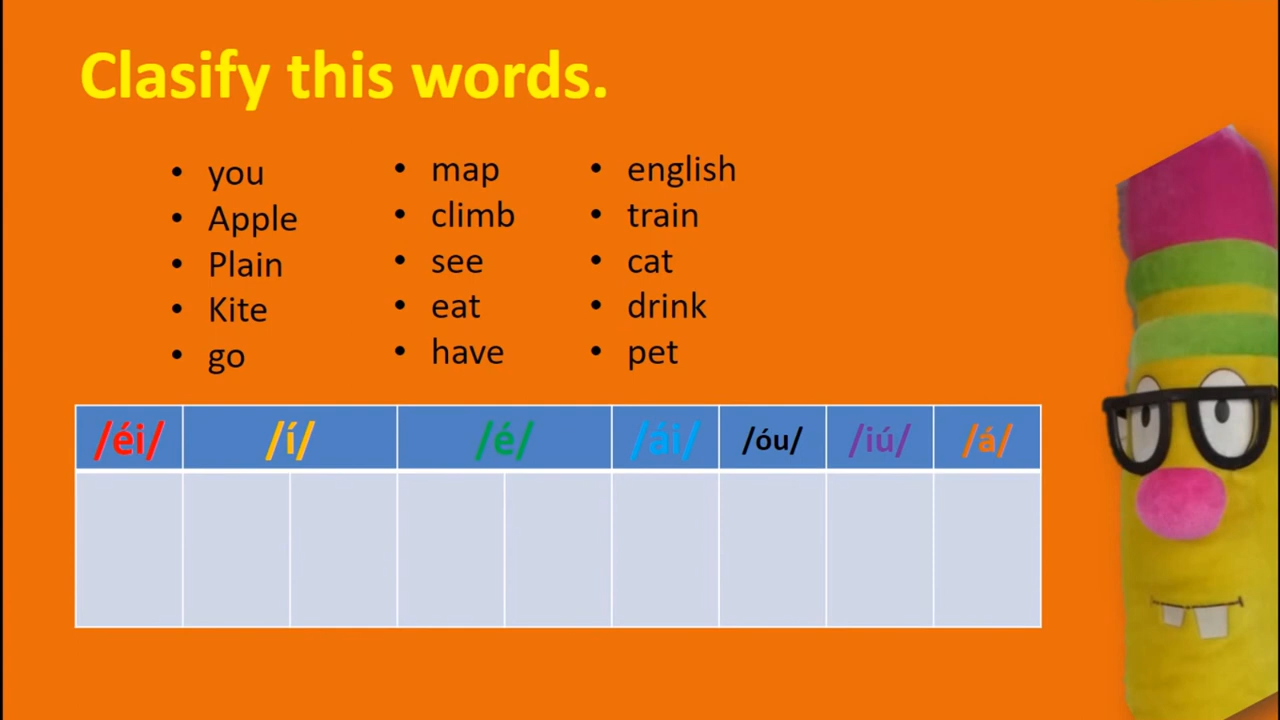 Clasify this words.
• you
• Apple
• Plain
• Kite
• go
• map
• climb
• see
• eat
• have
• english
• train
• cat
• drink
• pet
/éi/ /í/ /é/ /ái/ /óu/ /iú/ /á/